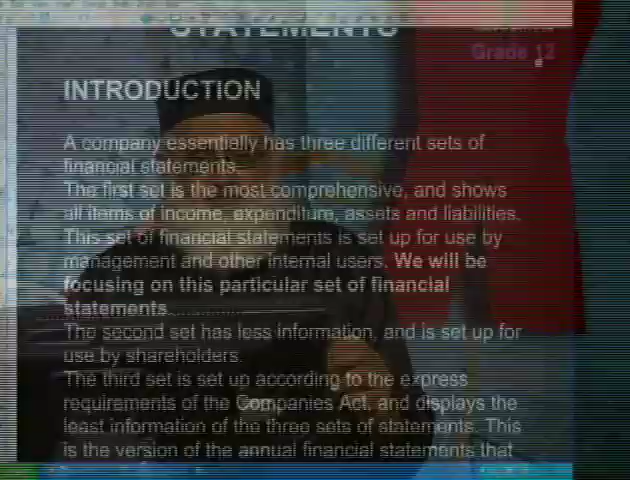 STATEMENTS
Grade 12
INTRODUCTION
A company essentially has three different sets of
financial statements.
The first set is the most comprehensive, and shows
all items of income, expenditure, assets and liabilities.
This set of financial statements is set up for use by
management and other internal users. We will be
focusing on this particular set of financial
statements.
The second set has less information, and is set up for
use by shareholders.
The third set is set up according to the express
requirements of the Companies Act, and displays the
least information of the three sets of statements. This
is the version of the annual financial statements that